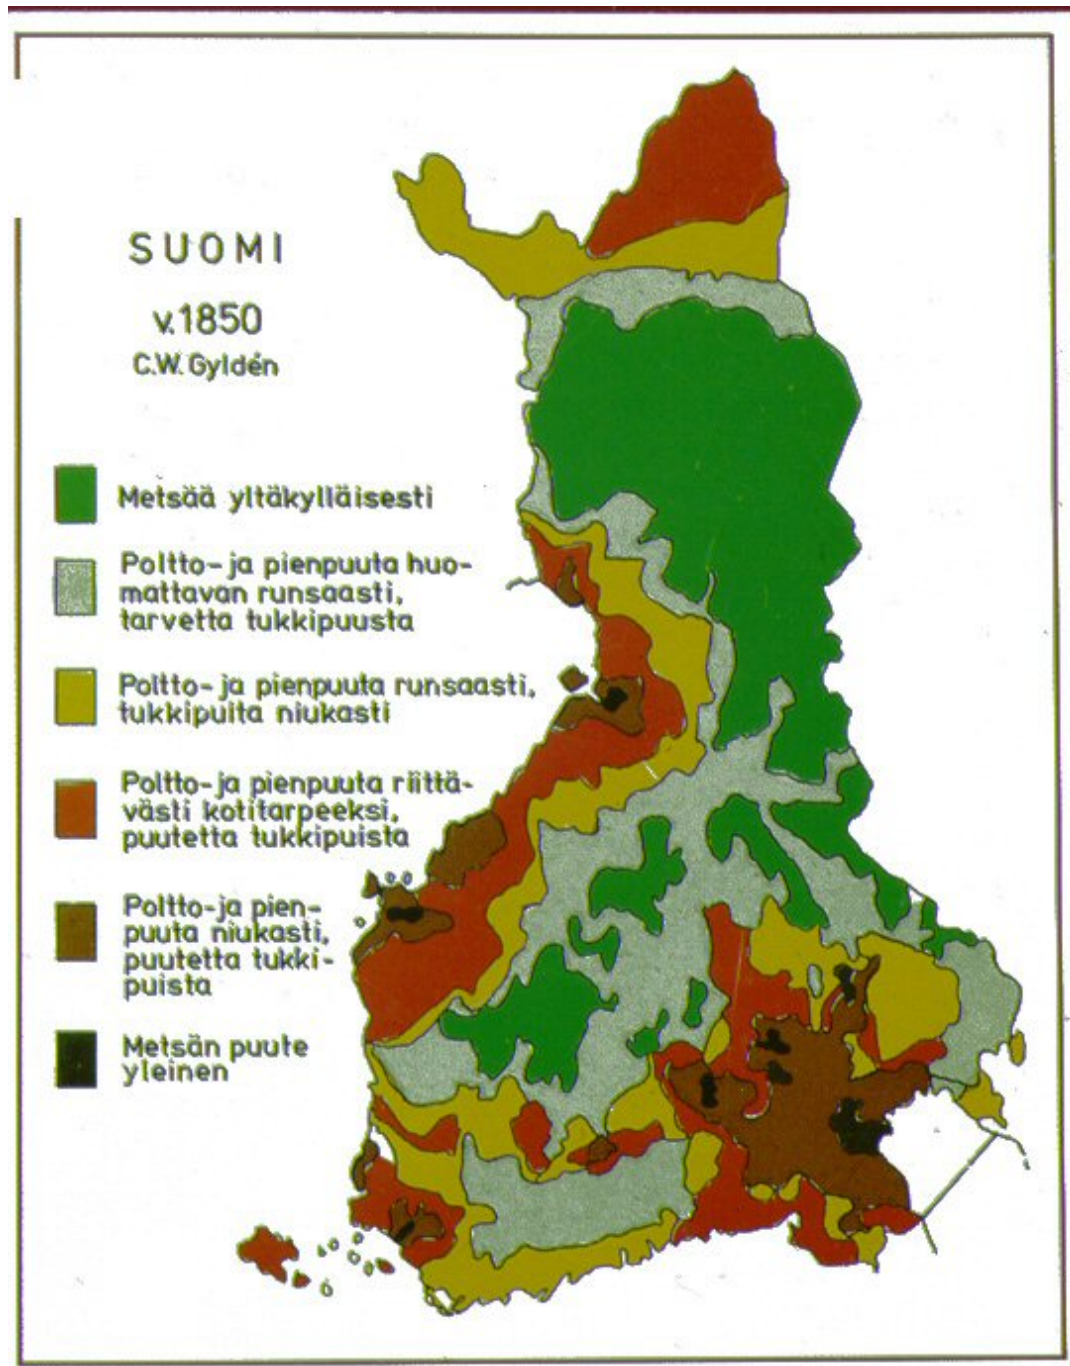 SUOMI
v.1850
C.W. Gyldén
Metsää yltäkylläisesti
Poltto-ja pienpuuta huo-
mattavan runsaasti,
tarvetta tukkipuusta
Poltto-ja pienpuuta runsaasti,
tukkipuita niukasti
Poltto-ja pienpuuta riittä-
västi kotitarpeeksi,
puutetta tukkipuista
Poltto-ja pien-
puuta niukasti,
puutetta tukki-
puista
Metsän puute
yleinen